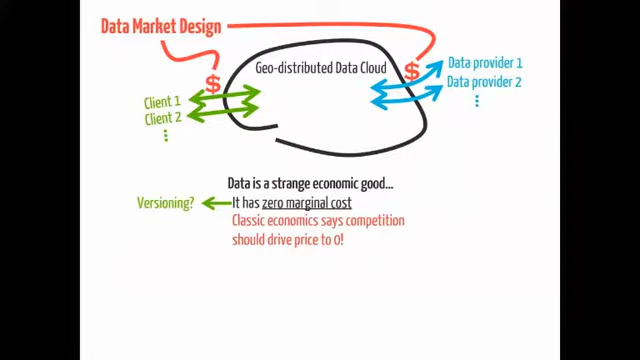 Data Market Design
$
$
Geo-distributed Data Cloud
Data provider 1
Data provider 2
Client 1
Client 2
Data is a strange economic good...
Versioning?
It has zero marginal cost
Classic economics says competition
should drive price to 0!